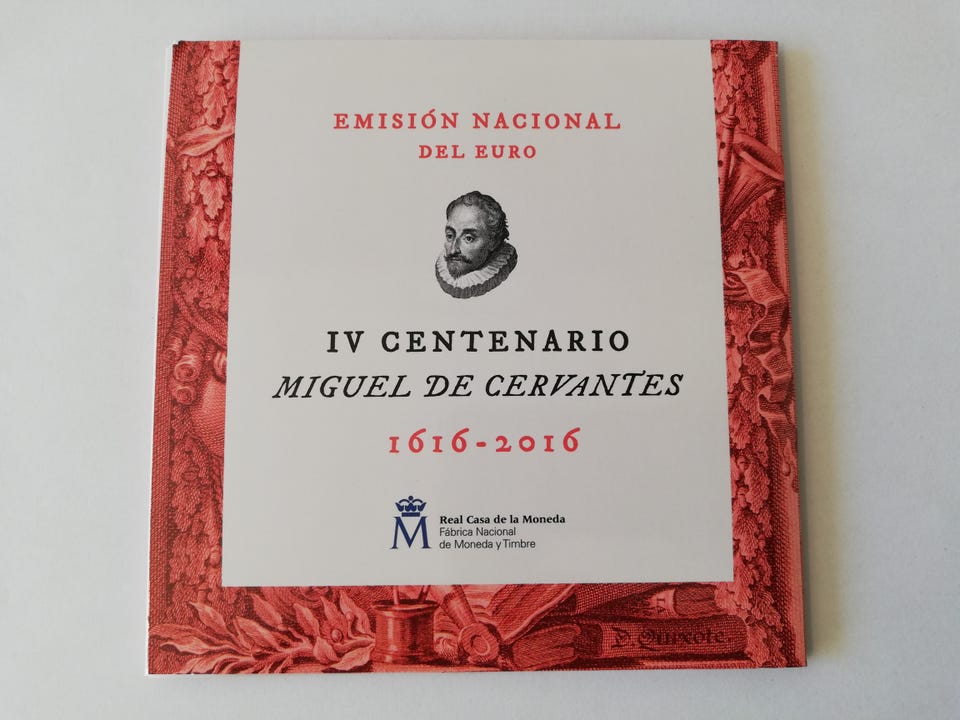 EMISIÓN NACIONAL
DEL EURO
IV CENTENARIO
MIGUEL DE CERVANTES
1616-2016
M
Real Casa de la Moneda
Fábrica Nacional
de Moneda y Timbre
D. Quixote.